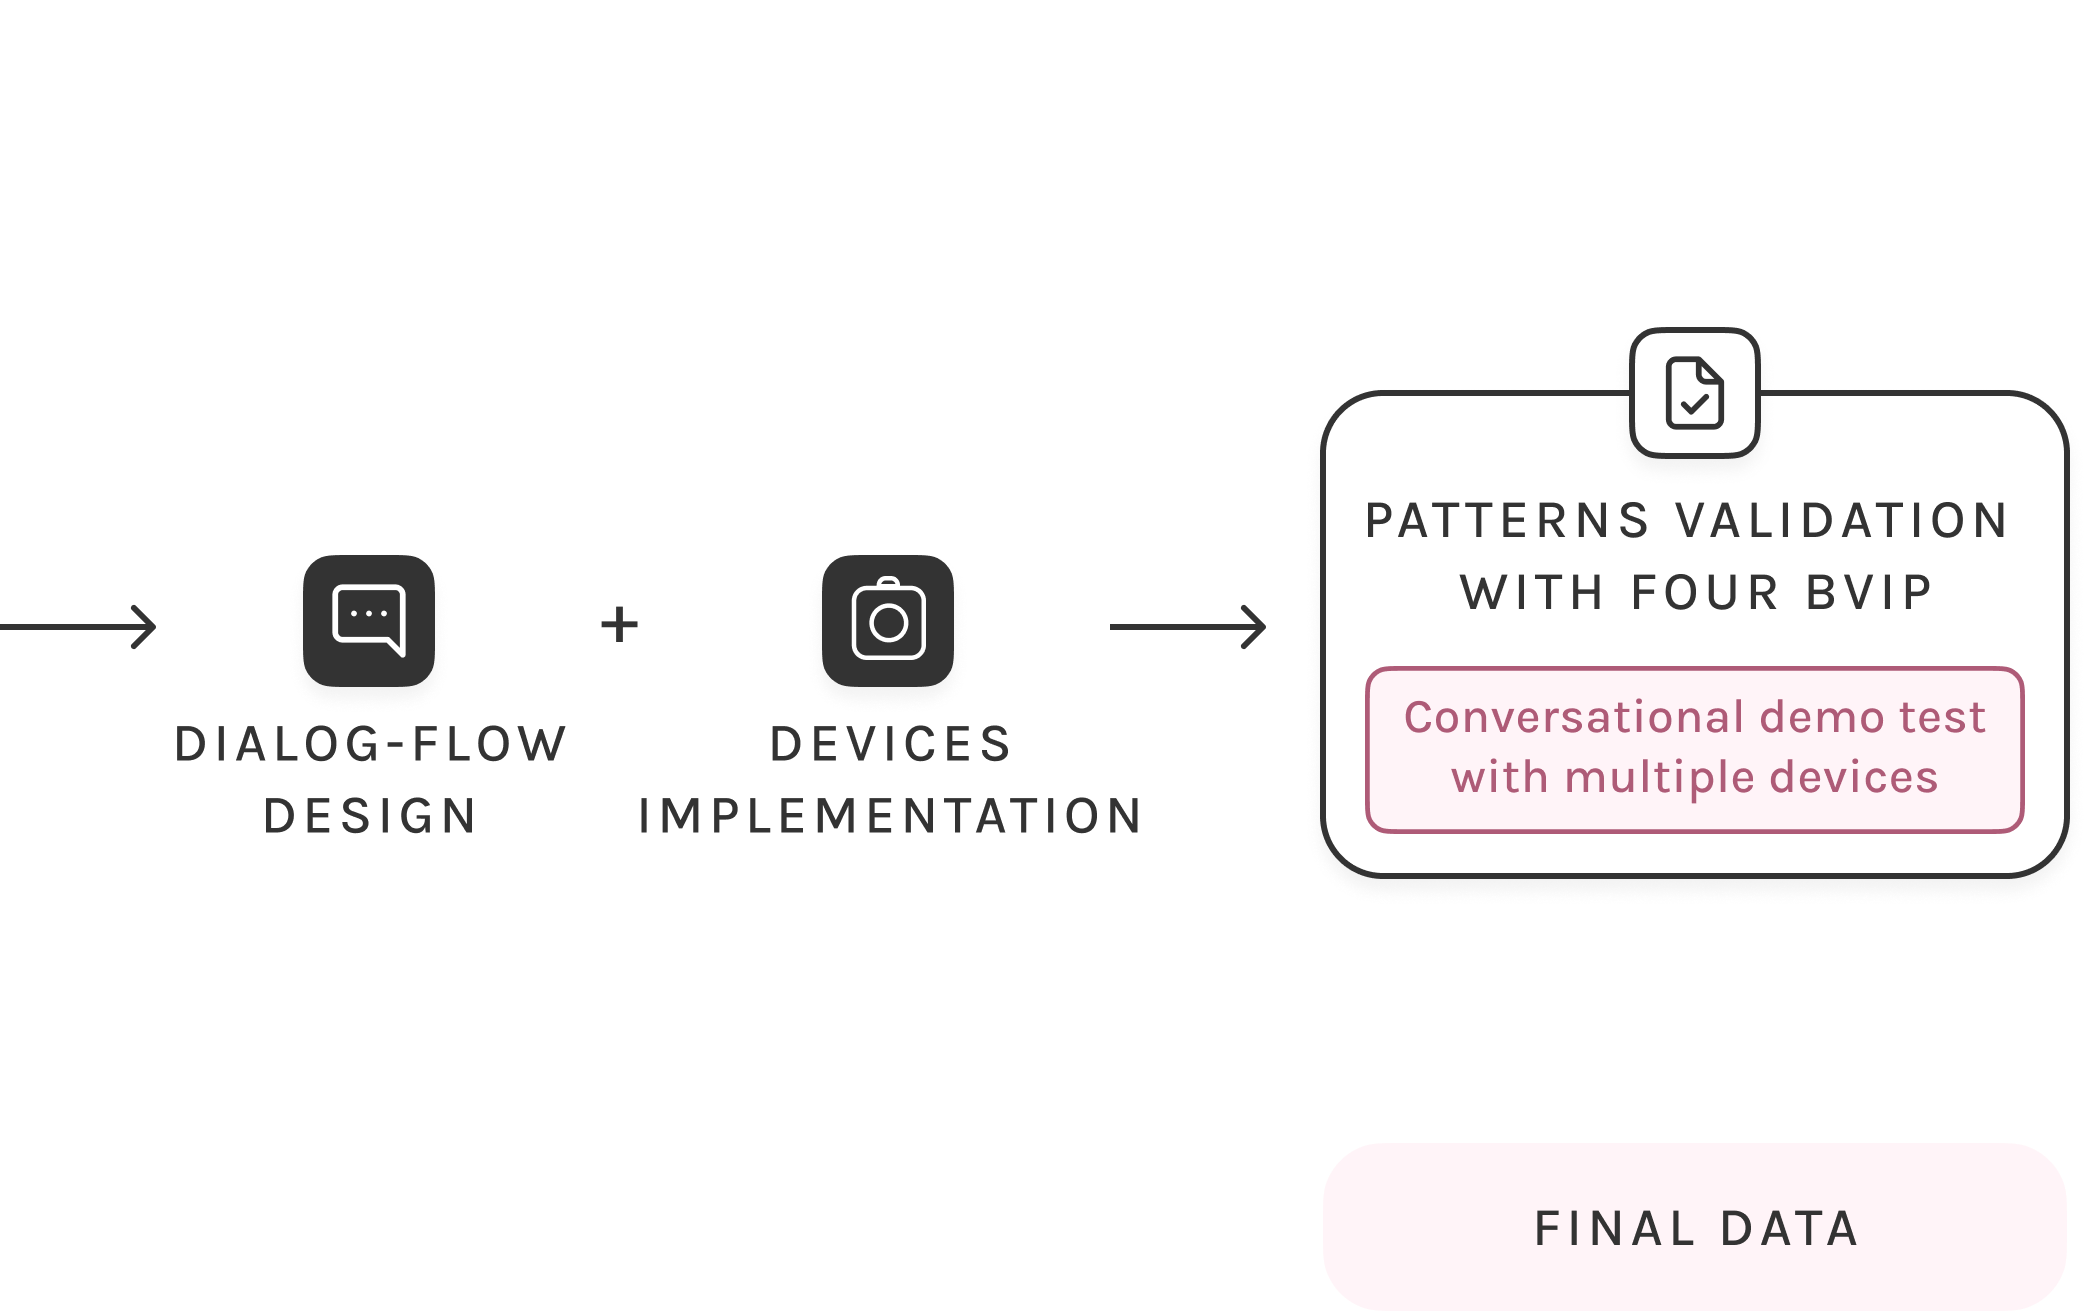 DIALOG-FLOW
DESIGN
+
DEVICES
IMPLEMENTATION
PATTERNS VALIDATION
WITH FOUR BVIP
Conversational demo test
with multiple devices
FINAL DATA